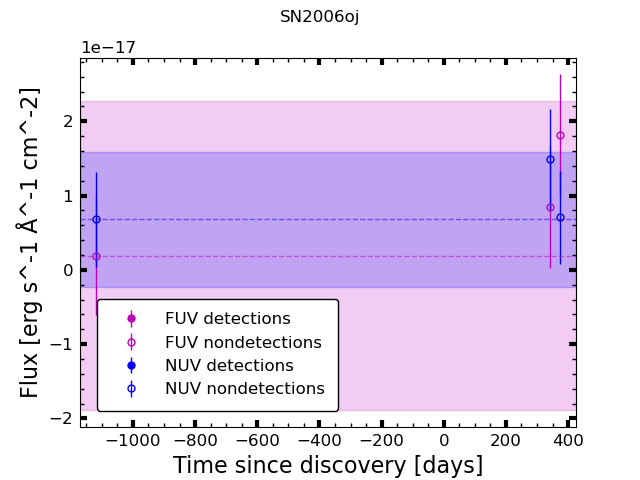 SN2006oj
1e−17
2
1
0
−1
−2
Flux [erg s^-1 Å^-1 cm^-2]
FUV detections
FUV nondetections
NUV detections
NUV nondetections
−1000 −800 −600 −400 −200 0 200 400
Time since discovery [days]